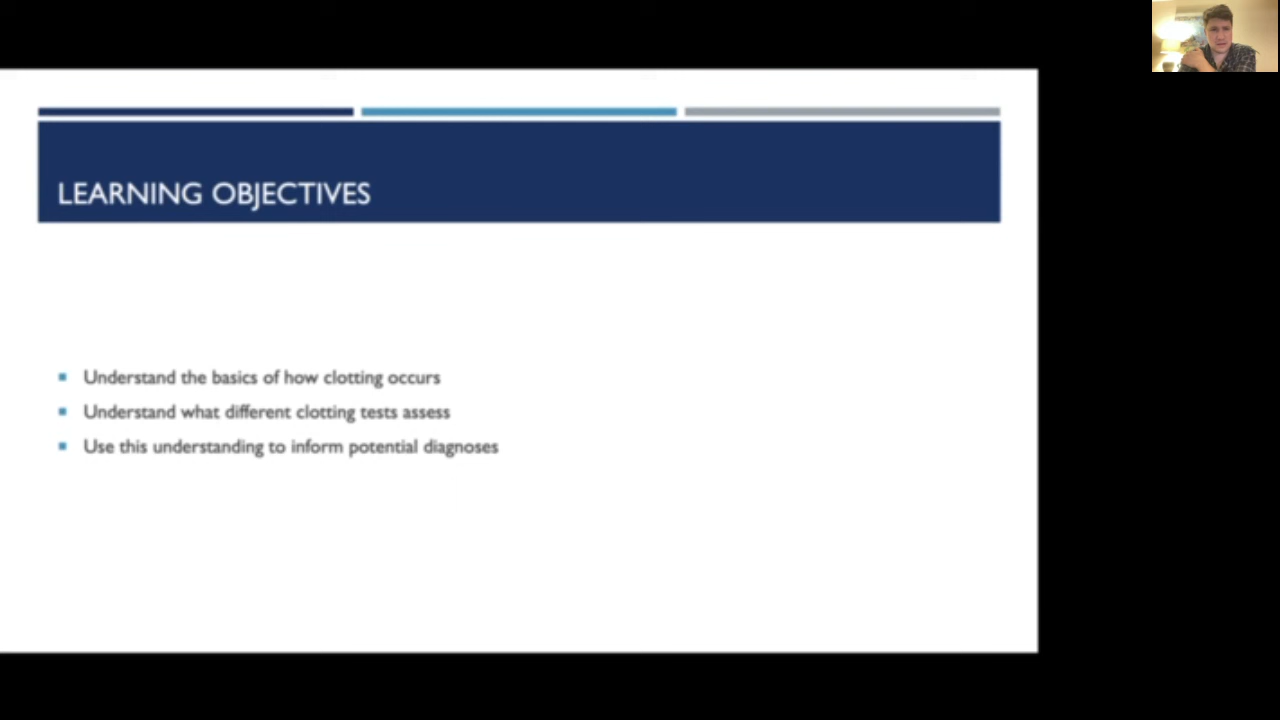 LEARNING OBJECTIVES
Understand the basics of how clotting occurs
Understand what different clotting tests assess
Use this understanding to inform potential diagnoses